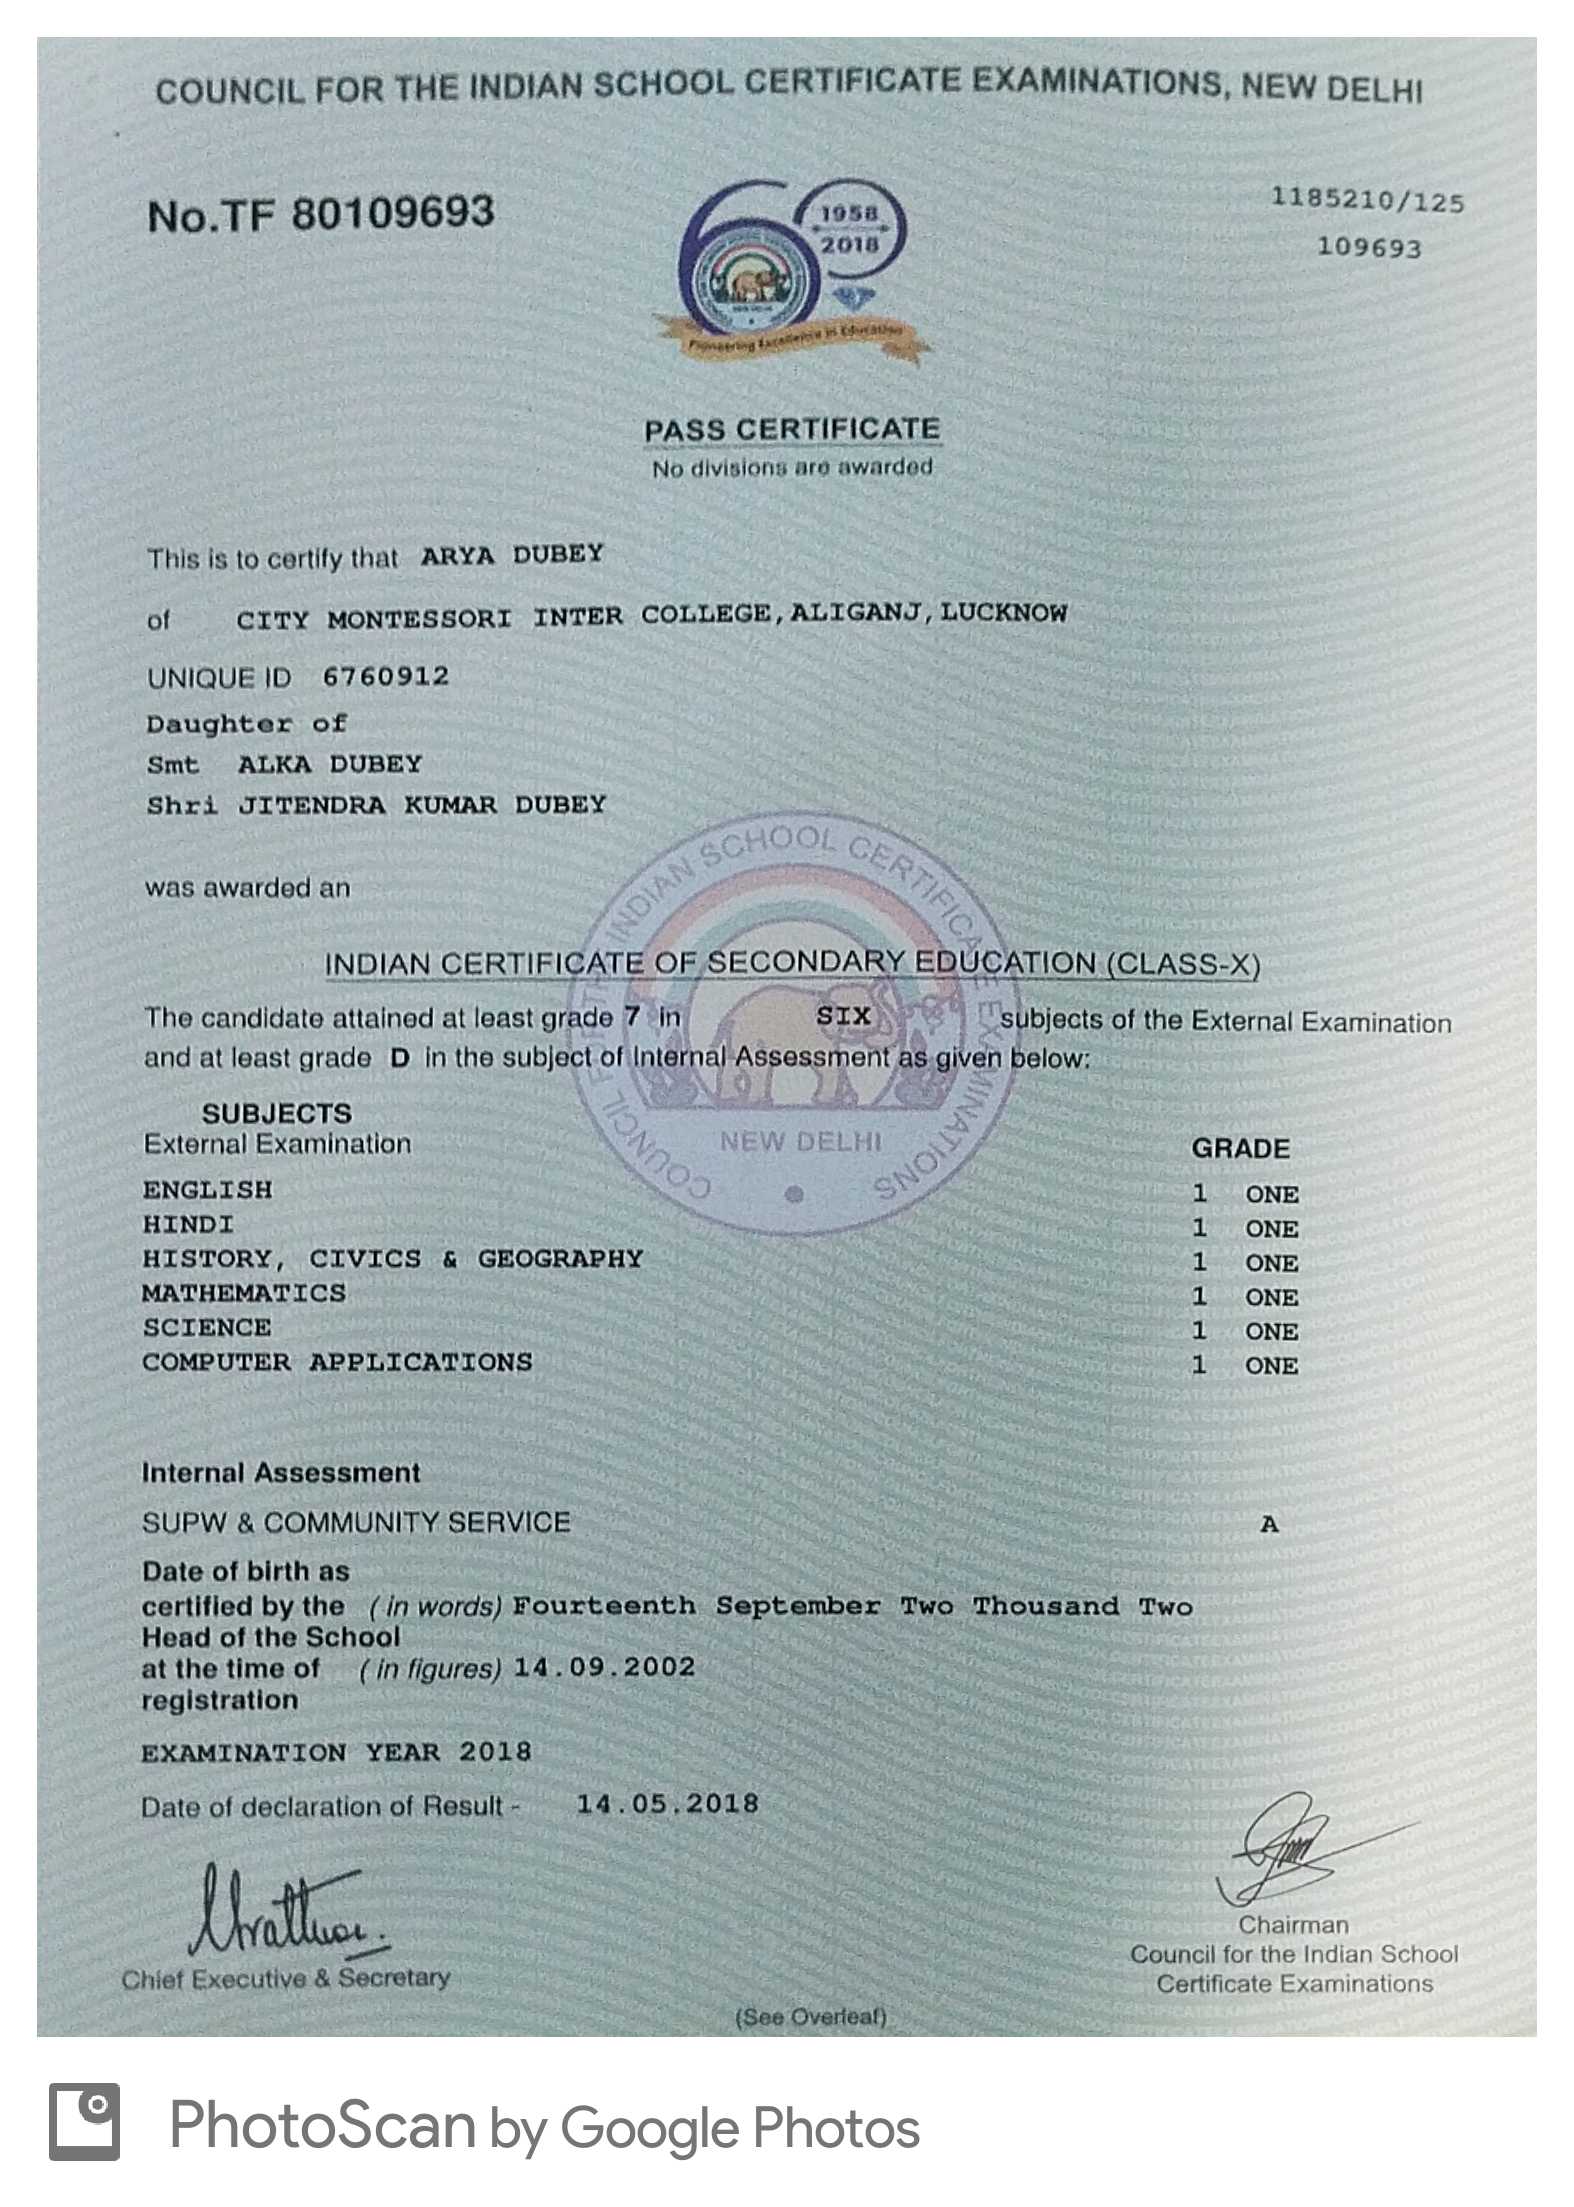 COUNCIL FOR THE INDIAN SCHOOL CERTIFICATE EXAMINATIONS, NEW DELHI
No.TF 80109693
1185210/125
109693
1958
2018
NEW DELHI
Pioneering Excellence in Education
PASS CERTIFICATE
No divisions are awarded
This is to certify that ARYA DUBEY
of CITY MONTESSORI INTER COLLEGE, ALIGANJ, LUCKNOW
UNIQUE ID 6760912
Daughter of
Smt ALKA DUBEY
Shri JITENDRA KUMAR DUBEY
was awarded an
INDIAN CERTIFICATE OF SECONDARY EDUCATION (CLASS-X)
The candidate attained at least grade 7 in SIX subjects of the External Examination
and at least grade D in the subject of Internal Assessment as given below:
COUNCIL FOR THE INDIAN SCHOOL CERTIFICATE EXAMINATIONS
NEW DELHI
SUBJECTS
External Examination GRADE
ENGLISH 1 ONE
HINDI 1 ONE
HISTORY, CIVICS & GEOGRAPHY 1 ONE
MATHEMATICS 1 ONE
SCIENCE 1 ONE
COMPUTER APPLICATIONS 1 ONE
Internal Assessment
SUPW & COMMUNITY SERVICE A
Date of birth as
certified by the (in words) Fourteenth September Two Thousand Two
Head of the School
at the time of (in figures) 14.09.2002
registration
EXAMINATION YEAR 2018
Date of declaration of Result - 14.05.2018
Chief Executive & Secretary
Chairman
Council for the Indian School
Certificate Examinations
(See Overleaf)
PhotoScan by Google Photos